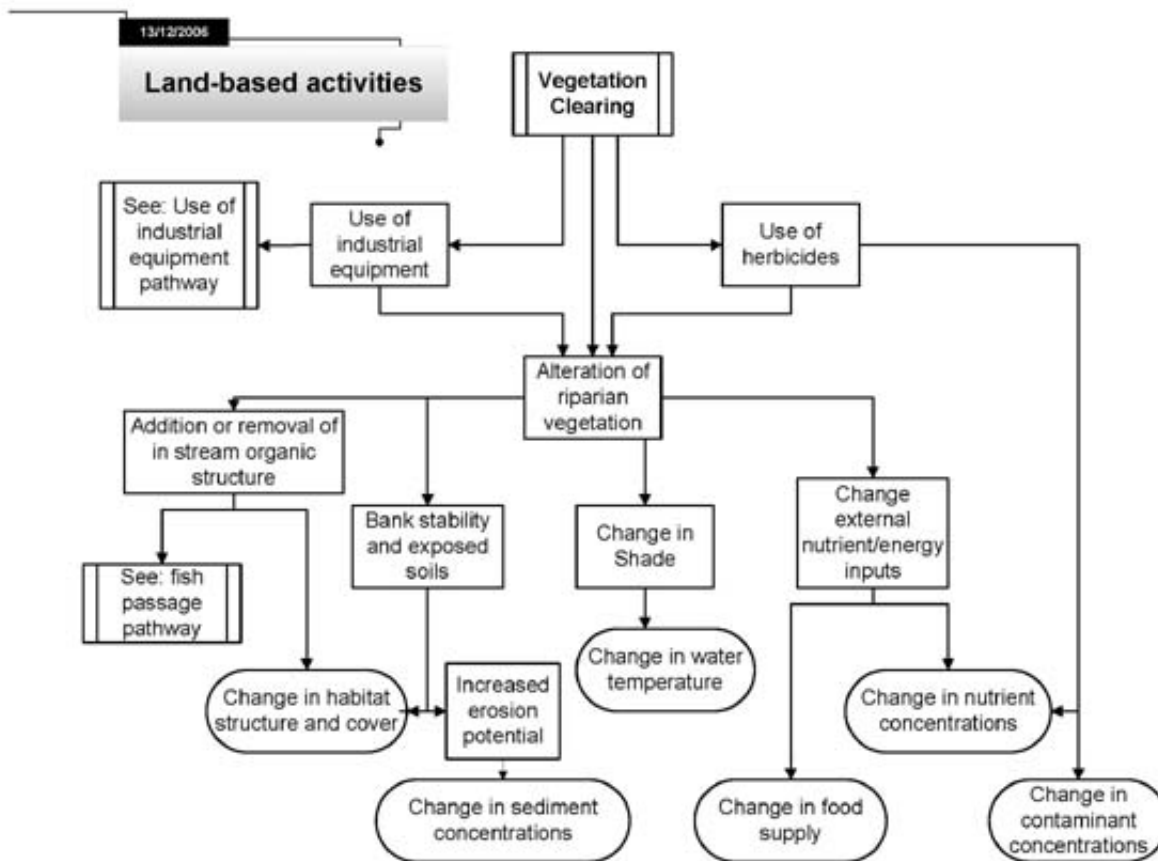 13/12/2006
Land-based activities
Vegetation
Clearing
See: Use of
industrial
equipment
pathway
Use of
industrial
equipment
Use of
herbicides
Alteration of
riparian
vegetation
Addition or removal of
in stream organic
structure
Bank stability
and exposed
soils
Change in
Shade
Change
external
nutrient/energy
inputs
See: fish
passage
pathway
Change in habitat
structure and cover
Increased
erosion
potential
Change in water
temperature
Change in nutrient
concentrations
Change in sediment
concentrations
Change in food
supply
Change in
contaminant
concentrations